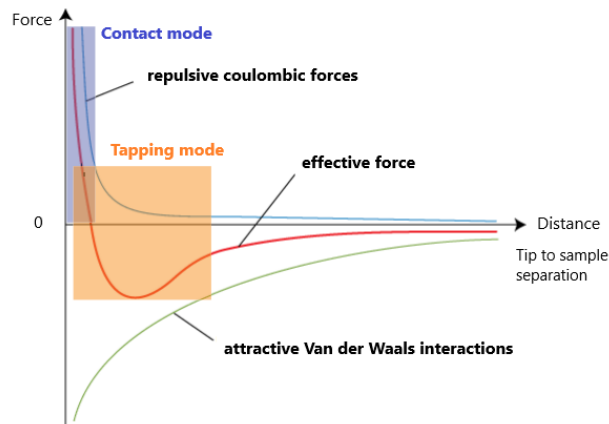 Force
Contact mode
repulsive coulombic forces
Tapping mode
effective force
0
Distance
Tip to sample
separation
attractive Van der Waals interactions